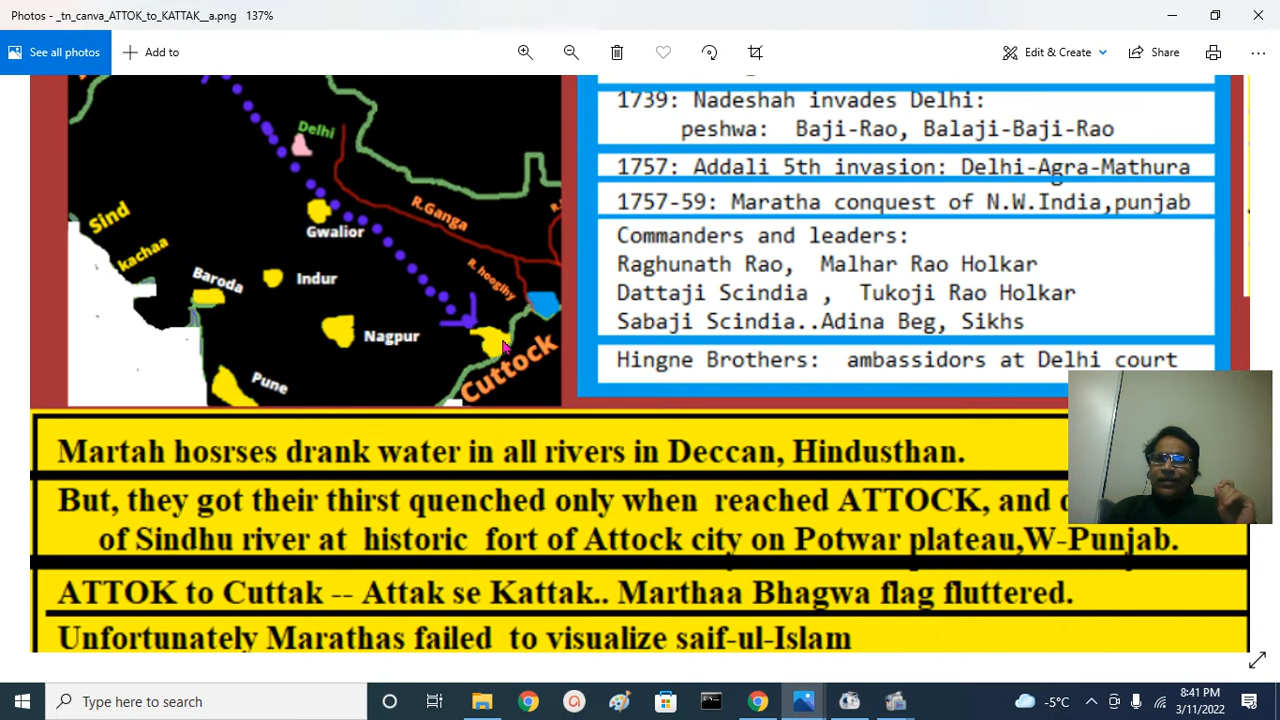 Photos - _tn_canva_ATTOK_to_KATTAK__a.png   137%
See all photos
Add to
Edit & Create
Share
Delhi
Sind
kachaa
Gwalior
R.Ganga
R. hooglhy
Baroda
Indur
Nagpur
Pune
Cuttock
1739: Nadeshah invades Delhi:
peshwa: Baji-Rao, Balaji-Baji-Rao
1757: Addali 5th invasion: Delhi-Agra-Mathura
1757-59: Maratha conquest of N.W.India,punjab
Commanders and leaders:
Raghunath Rao, Malhar Rao Holkar
Dattaji Scindia , Tukoji Rao Holkar
Sabaji Scindia..Adina Beg, Sikhs
Hingne Brothers: ambassidors at Delhi court
Martah hosrses drank water in all rivers in Deccan, Hindusthan.
But, they got their thirst quenched only when reached ATTOCK, and
of Sindhu river at historic fort of Attock city on Potwar plateau,W-Punjab.
ATTOK to Cuttak -- Attak se Kattak.. Marthaa Bhagwa flag fluttered.
Unfortunately Marathas failed to visualize saif-ul-Islam
Type here to search
-5°C
8:41 PM
3/11/2022